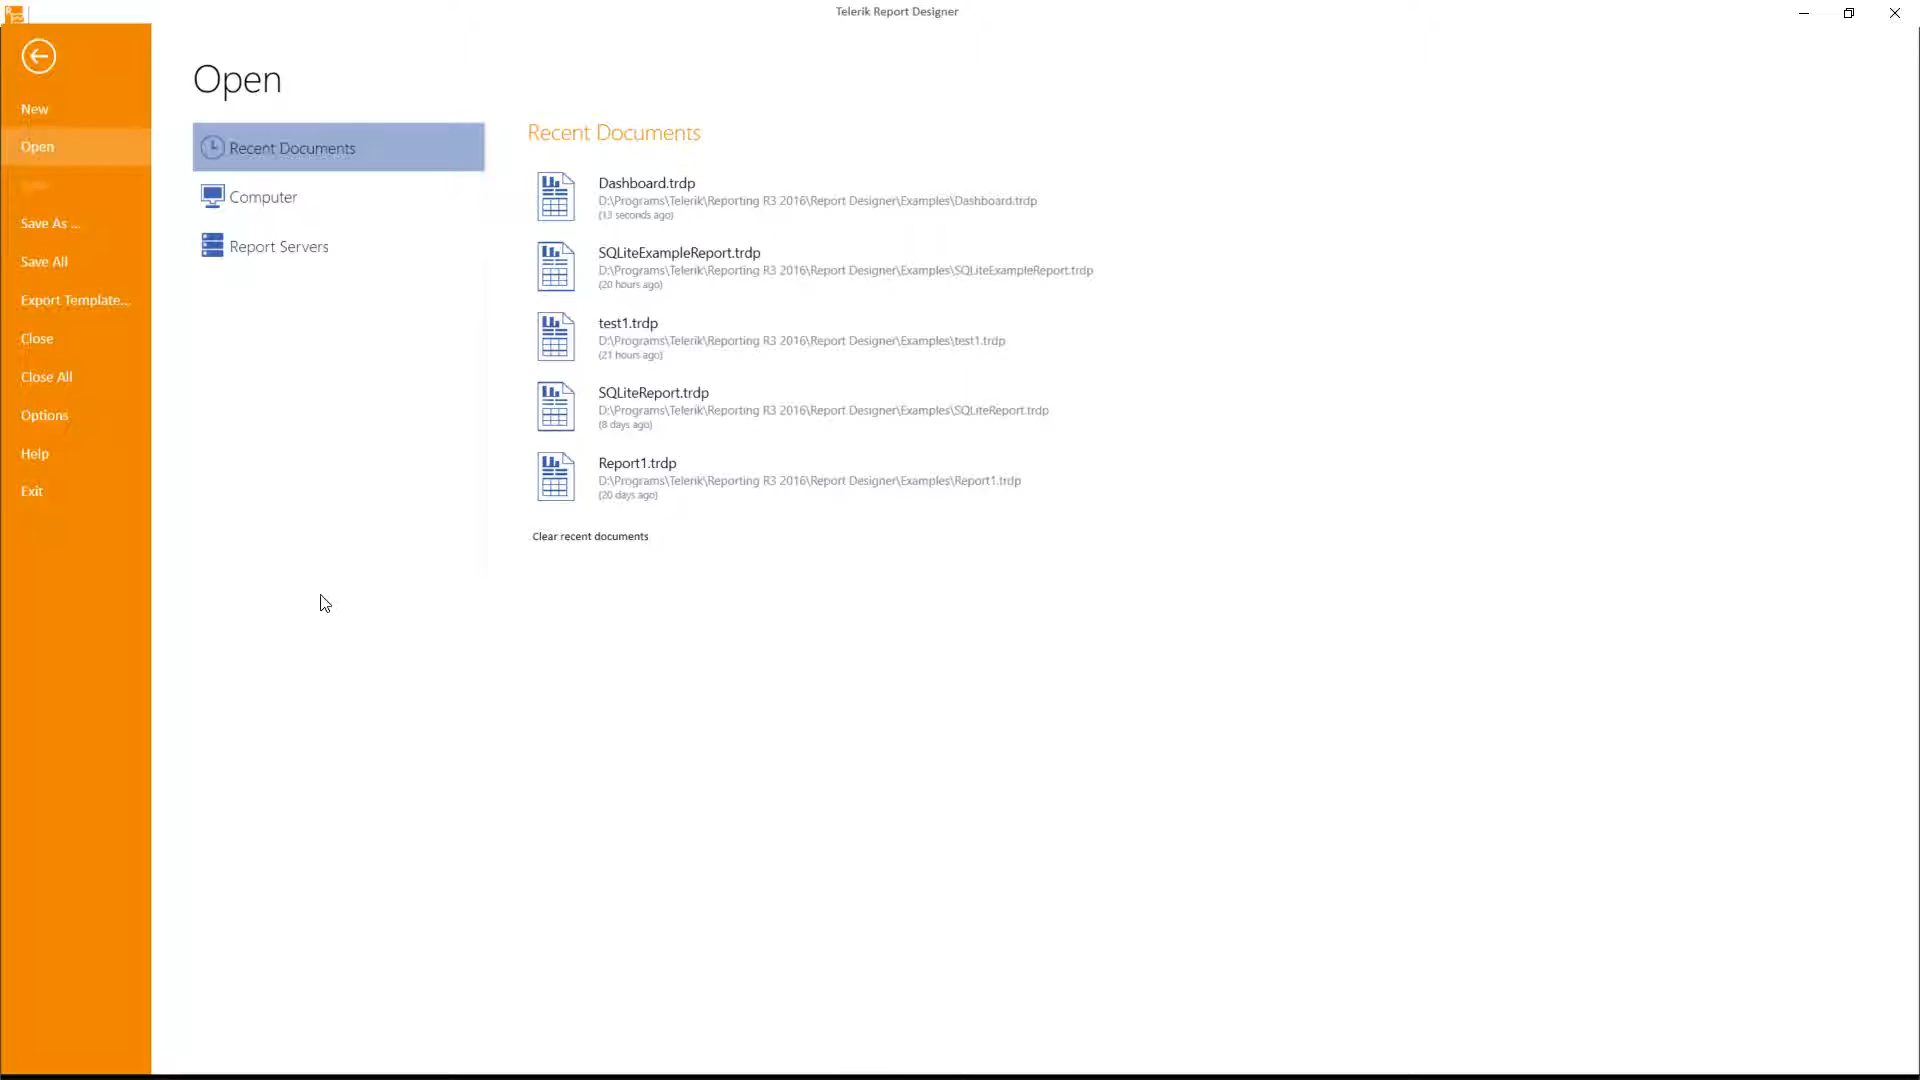 Telerik Report Designer
Open
New
Open
Save As ...
Save All
Export Template...
Close
Close All
Options
Help
Exit
Recent Documents
Computer
Report Servers
Recent Documents
Dashboard.trdp
D:\Programs\Telerik\Reporting R3 2016\Report Designer\Examples\Dashboard.trdp
(13 seconds ago)
SQLiteExampleReport.trdp
D:\Programs\Telerik\Reporting R3 2016\Report Designer\Examples\SQLiteExampleReport.trdp
(20 hours ago)
test1.trdp
D:\Programs\Telerik\Reporting R3 2016\Report Designer\Examples\test1.trdp
(21 hours ago)
SQLiteReport.trdp
D:\Programs\Telerik\Reporting R3 2016\Report Designer\Examples\SQLiteReport.trdp
(8 days ago)
Report1.trdp
D:\Programs\Telerik\Reporting R3 2016\Report Designer\Examples\Report1.trdp
(20 days ago)
Clear recent documents